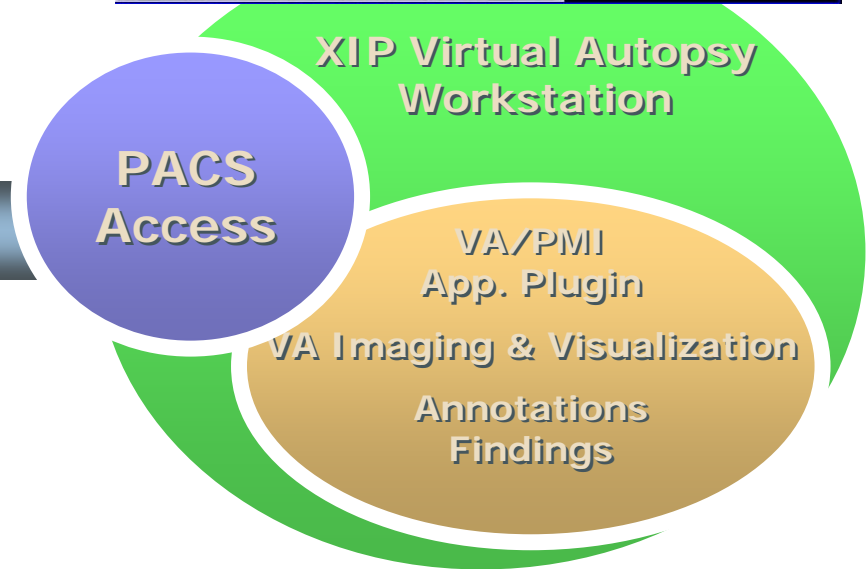 XIP Virtual Autopsy
Workstation
PACS
Access
VA/PMI
App. Plugin
VA Imaging & Visualization
Annotations
Findings